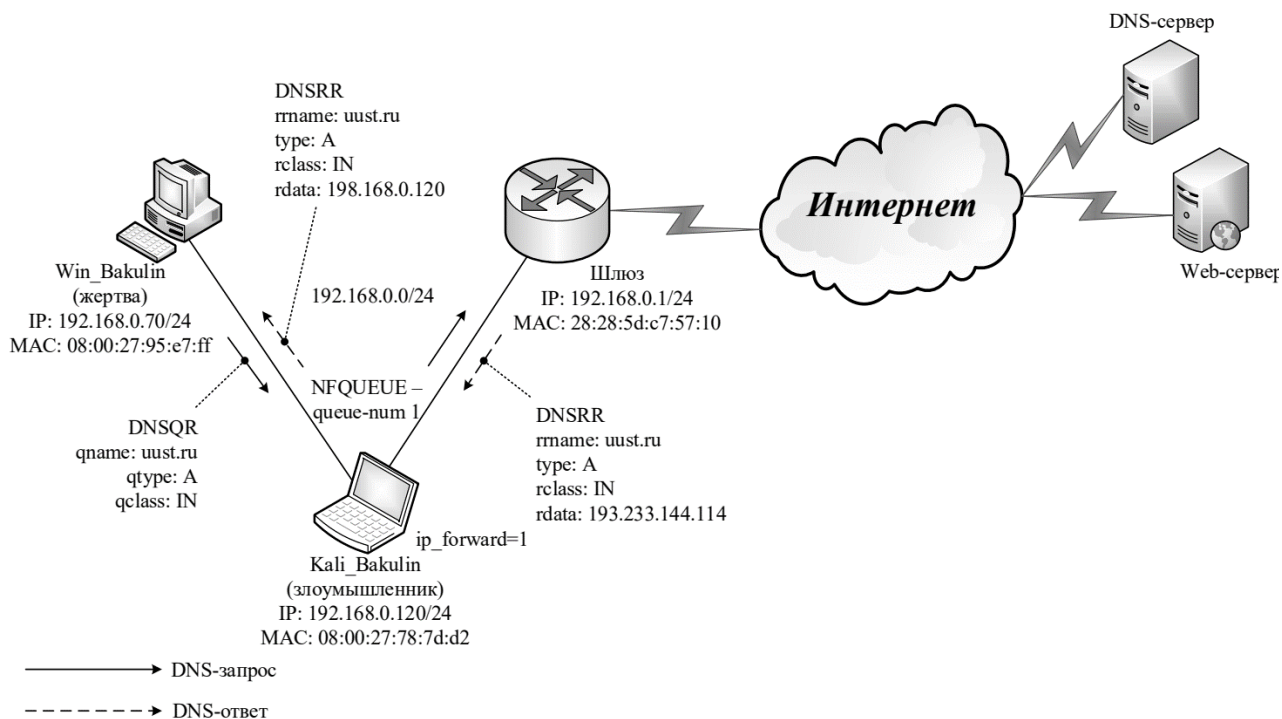 DNS-сервер
DNSRR
rrname: uust.ru
type: A
rclass: IN
rdata: 198.168.0.120
Интернет
Web-сервер
Win_Bakulin
(жертва)
IP: 192.168.0.70/24
MAC: 08:00:27:95:e7:ff
192.168.0.0/24
Шлюз
IP: 192.168.0.1/24
MAC: 28:28:5d:c7:57:10
NFQUEUE –
queue-num 1
DNSQR
qname: uust.ru
qtype: A
qclass: IN
DNSRR
rrname: uust.ru
type: A
rclass: IN
rdata: 193.233.144.114
ip_forward=1
Kali_Bakulin
(злоумышленник)
IP: 192.168.0.120/24
MAC: 08:00:27:78:7d:d2
DNS-запрос
DNS-ответ